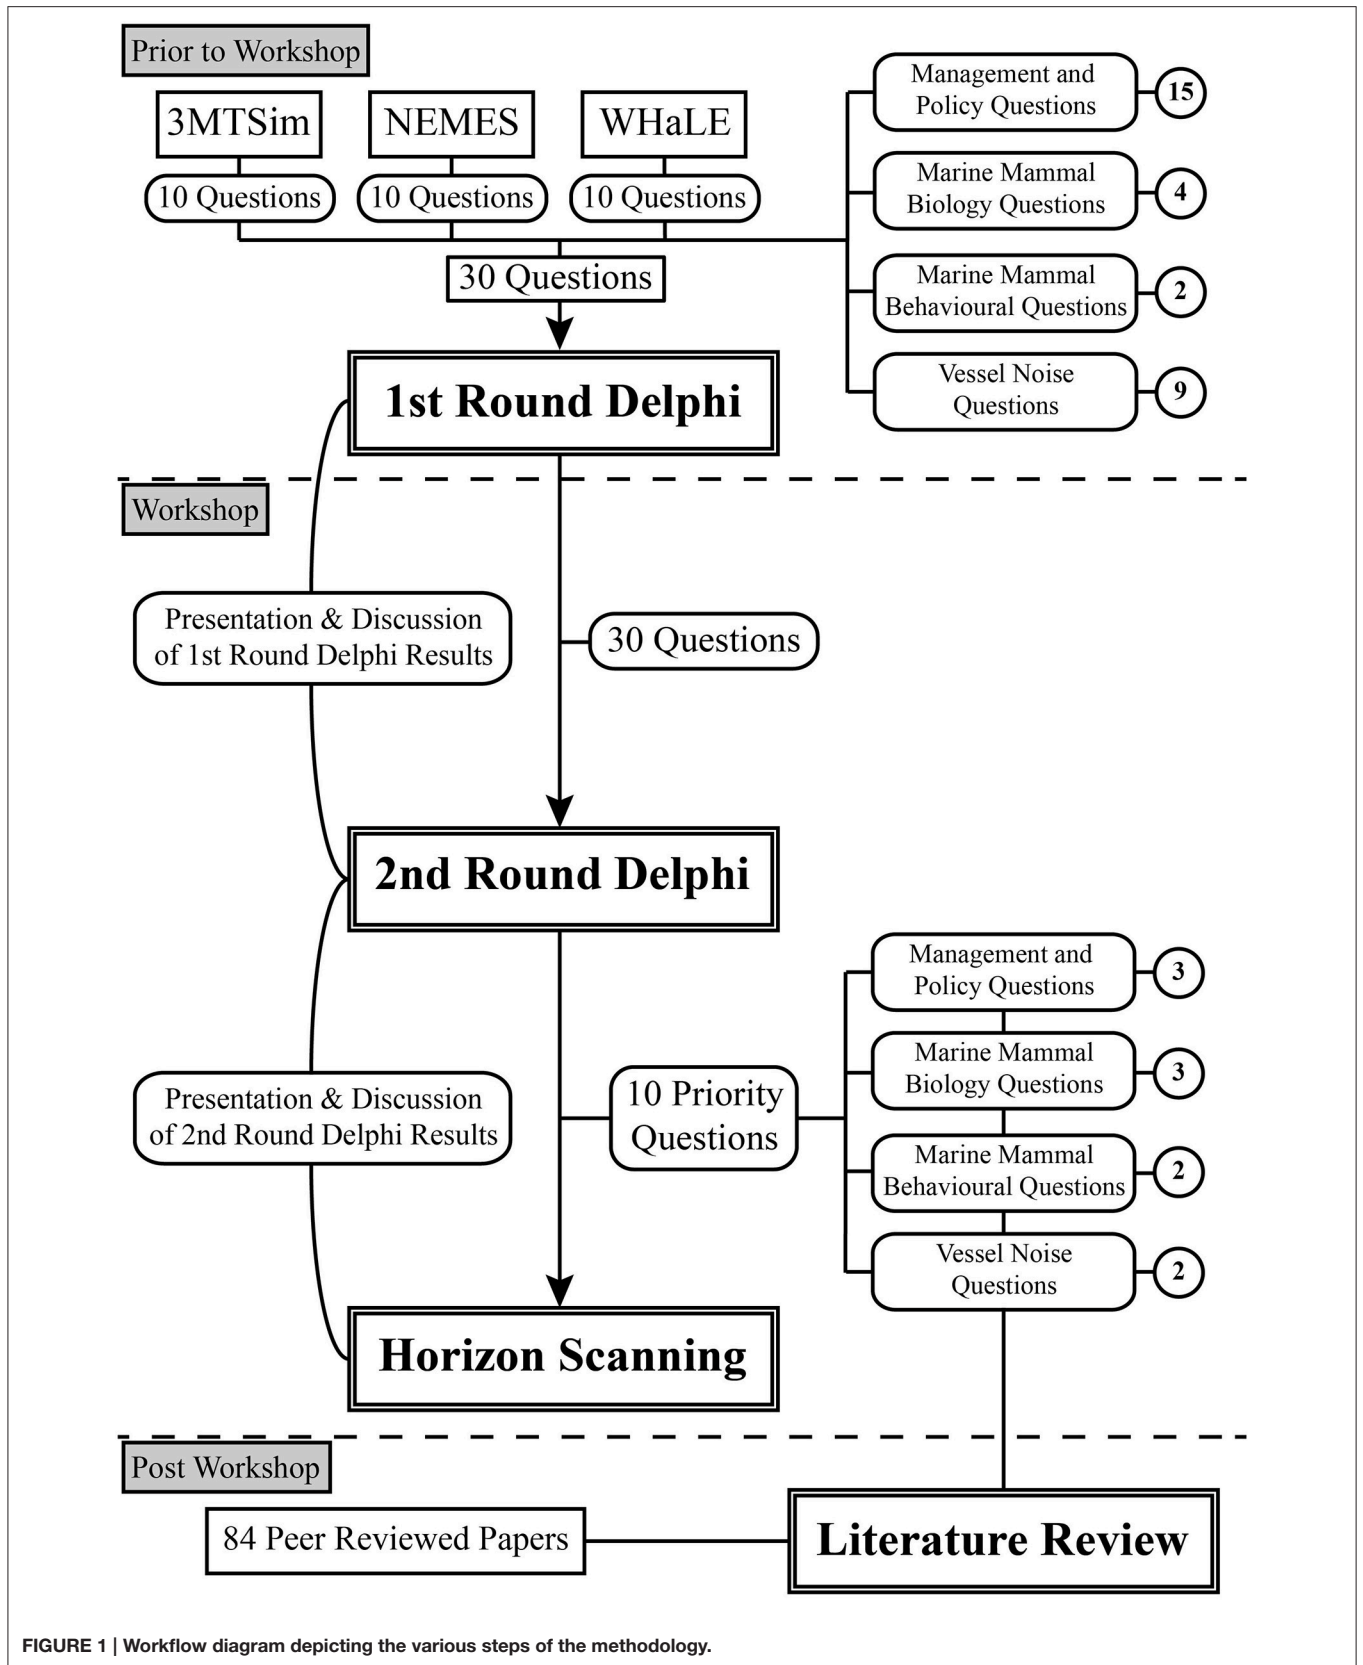 Prior to Workshop
3MTSim
NEMES
WHaLE
10 Questions
10 Questions
10 Questions
30 Questions
Management and
Policy Questions
15
Marine Mammal
Biology Questions
4
Marine Mammal
Behavioural Questions
2
Vessel Noise
Questions
9
1st Round Delphi
Workshop
Presentation & Discussion
of 1st Round Delphi Results
30 Questions
2nd Round Delphi
Presentation & Discussion
of 2nd Round Delphi Results
10 Priority
Questions
Management and
Policy Questions
3
Marine Mammal
Biology Questions
3
Marine Mammal
Behavioural Questions
2
Vessel Noise
Questions
2
Horizon Scanning
Post Workshop
84 Peer Reviewed Papers
Literature Review
FIGURE 1 | Workflow diagram depicting the various steps of the methodology.